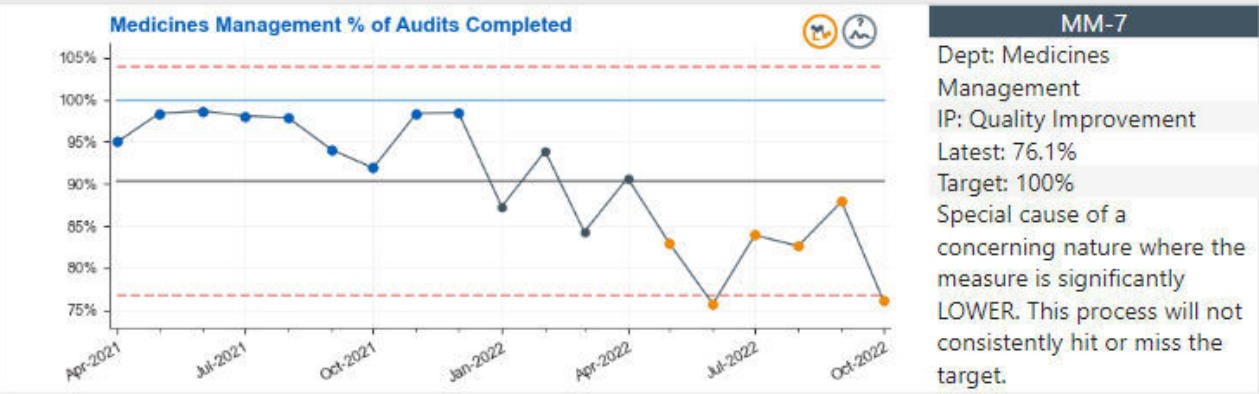 Medicines Management % of Audits Completed
?
105%
100%
95%
90%
85%
80%
75%
Apr-2021
Jul-2021
Oct-2021
Jan-2022
Apr-2022
Jul-2022
Oct-2022
MM-7
Dept: Medicines
Management
IP: Quality Improvement
Latest: 76.1%
Target: 100%
Special cause of a
concerning nature where the
measure is significantly
LOWER. This process will not
consistently hit or miss the
target.